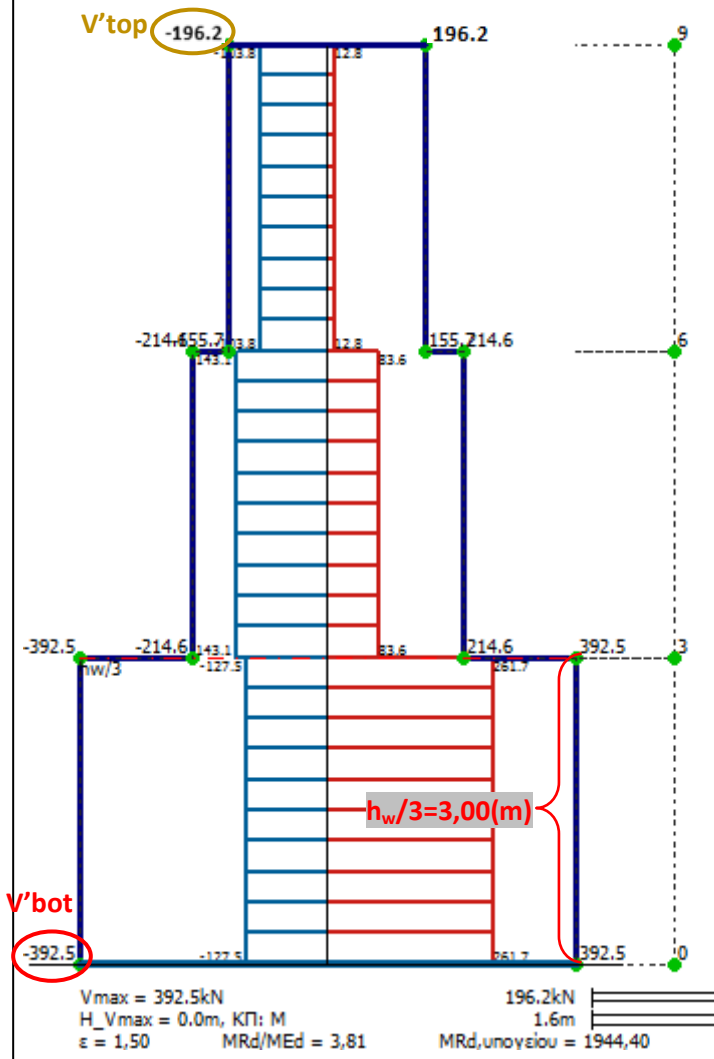 V'top -196.2 196.2 9
-103.8 12.8
-214.6 155.7 103.8 12.8 155.7 214.6 6
143.1 83.6
-392.5 -214.6 143.1 83.6 214.6 392.5 3
hw/3 -127.5 261.7
hw/3=3,00(m)
V'bot
-392.5 -127.5 261.7 392.5 0
Vmax = 392.5kN 196.2kN
H_Vmax = 0.0m, ΚΠ: M 1.6m
ε = 1,50 MRd/MEd = 3,81 MRd,υπογείου = 1944,40